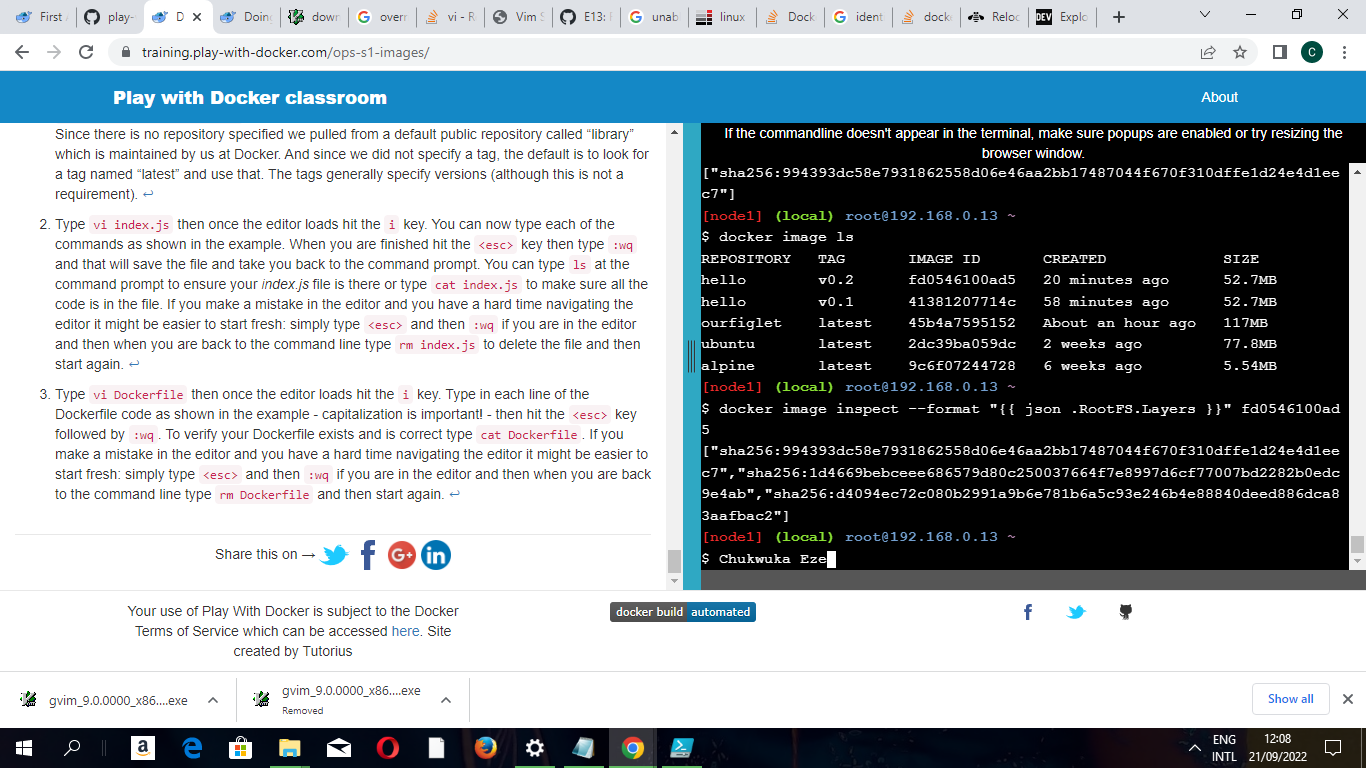 First A
play-
D
Doin
down
overr
vi - R
Vim S
E13: F
unab
linux
Dock
ident
dock
Reloc
DEV Explo
training.play-with-docker.com/ops-s1-images/
C
Play with Docker classroom
About
Since there is no repository specified we pulled from a default public repository called “library”
which is maintained by us at Docker. And since we did not specify a tag, the default is to look for
a tag named “latest” and use that. The tags generally specify versions (although this is not a
requirement). ↩
2. Type vi index.js then once the editor loads hit the i key. You can now type each of the
commands as shown in the example. When you are finished hit the <esc> key then type :wq
and that will save the file and take you back to the command prompt. You can type ls at the
command prompt to ensure your index.js file is there or type cat index.js to make sure all the
code is in the file. If you make a mistake in the editor and you have a hard time navigating the
editor it might be easier to start fresh: simply type <esc> and then :wq if you are in the editor
and then when you are back to the command line type rm index.js to delete the file and then
start again. ↩
3. Type vi Dockerfile then once the editor loads hit the i key. Type in each line of the
Dockerfile code as shown in the example - capitalization is important! - then hit the <esc> key
followed by :wq. To verify your Dockerfile exists and is correct type cat Dockerfile. If you
make a mistake in the editor and you have a hard time navigating the editor it might be easier to
start fresh: simply type <esc> and then :wq if you are in the editor and then when you are back
to the command line type rm Dockerfile and then start again. ↩
Share this on →
If the commandline doesn't appear in the terminal, make sure popups are enabled or try resizing the
browser window.
["sha256:994393dc58e7931862558d06e46aa2bb17487044f670f310dffe1d24e4d1ee
c7"]
[node1] (local) root@192.168.0.13 ~
$ docker image ls
REPOSITORY TAG IMAGE ID CREATED SIZE
hello v0.2 fd0546100ad5 20 minutes ago 52.7MB
hello v0.1 41381207714c 58 minutes ago 52.7MB
ourfiglet latest 45b4a7595152 About an hour ago 117MB
ubuntu latest 2dc39ba059dc 2 weeks ago 77.8MB
alpine latest 9c6f07244728 6 weeks ago 5.54MB
[node1] (local) root@192.168.0.13 ~
$ docker image inspect --format "{{ json .RootFS.Layers }}" fd0546100ad
5
["sha256:994393dc58e7931862558d06e46aa2bb17487044f670f310dffe1d24e4d1ee
c7","sha256:1d4669bebceee686579d80c250037664f7e8997d6cf77007bd2282b0edc
9e4ab","sha256:d4094ec72c080b2991a9b6e781b6a5c93e246b4e88840deed886dca8
3aafbac2"]
[node1] (local) root@192.168.0.13 ~
$ Chukwuka Eze
Your use of Play With Docker is subject to the Docker
Terms of Service which can be accessed here. Site
created by Tutorius
docker build automated
gvim_9.0.0000_x86....exe
gvim_9.0.0000_x86....exe
Removed
Show all
ENG
INTL
12:08
21/09/2022